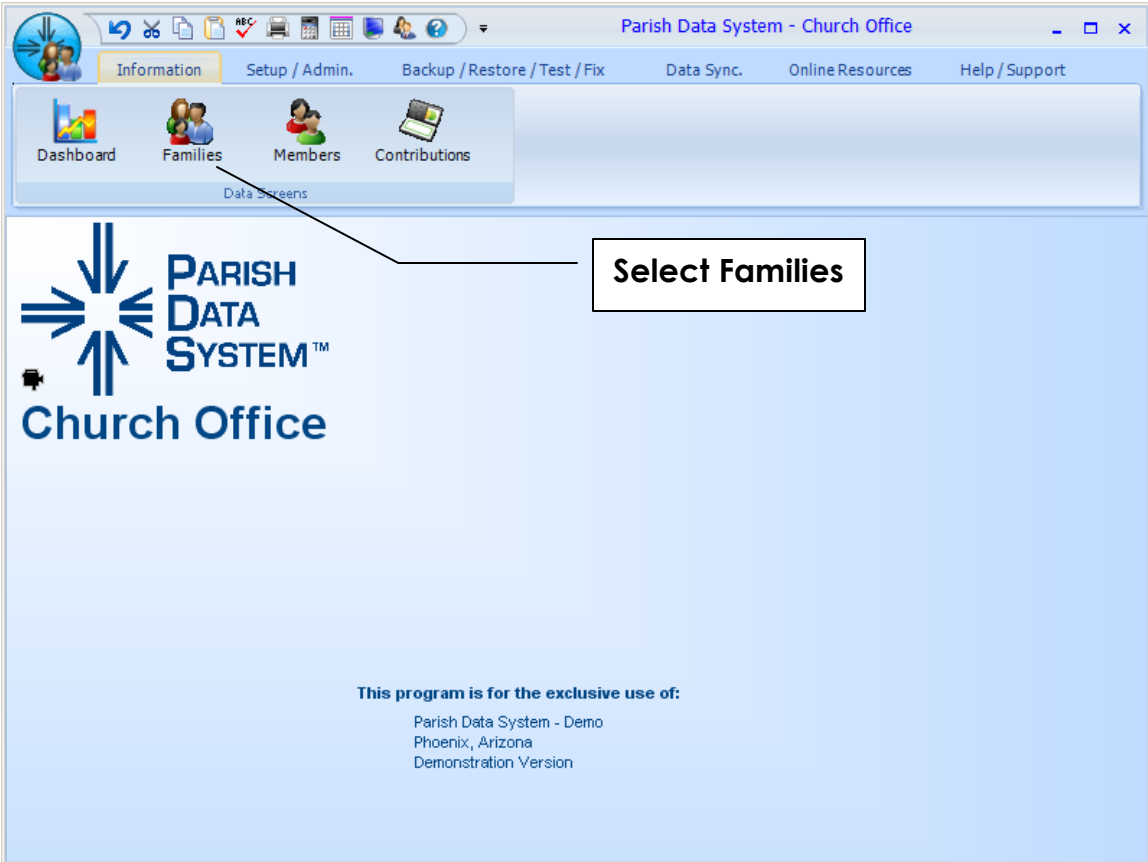 ABC
Parish Data System - Church Office
Information Setup / Admin. Backup / Restore / Test / Fix Data Sync. Online Resources Help / Support
Dashboard Families Members Contributions
Data Screens
Select Families
PARISH
DATA
SYSTEM™
Church Office
This program is for the exclusive use of:
Parish Data System - Demo
Phoenix, Arizona
Demonstration Version